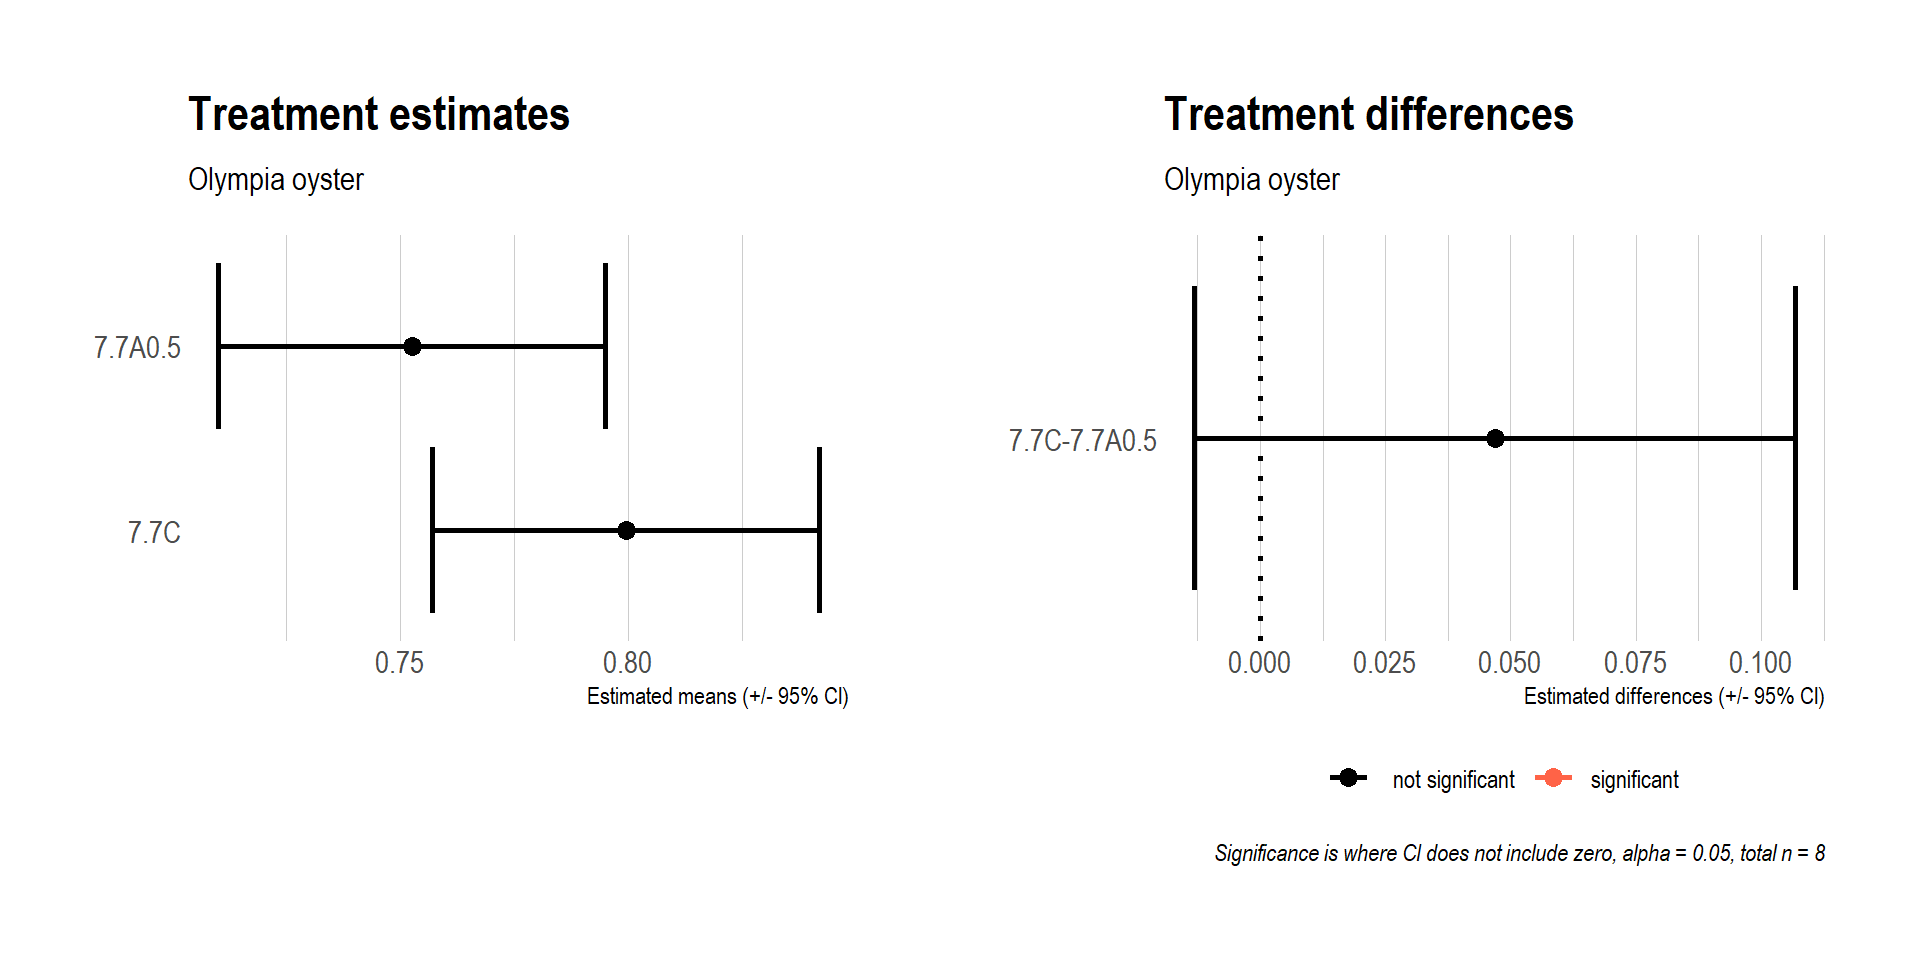 Treatment estimates
Olympia oyster
7.7A0.5
7.7C
0.75 0.80
Estimated means (+/- 95% CI)
Treatment differences
Olympia oyster
7.7C-7.7A0.5
0.000 0.025 0.050 0.075 0.100
Estimated differences (+/- 95% CI)
not significant significant
Significance is where CI does not include zero, alpha = 0.05, total n = 8